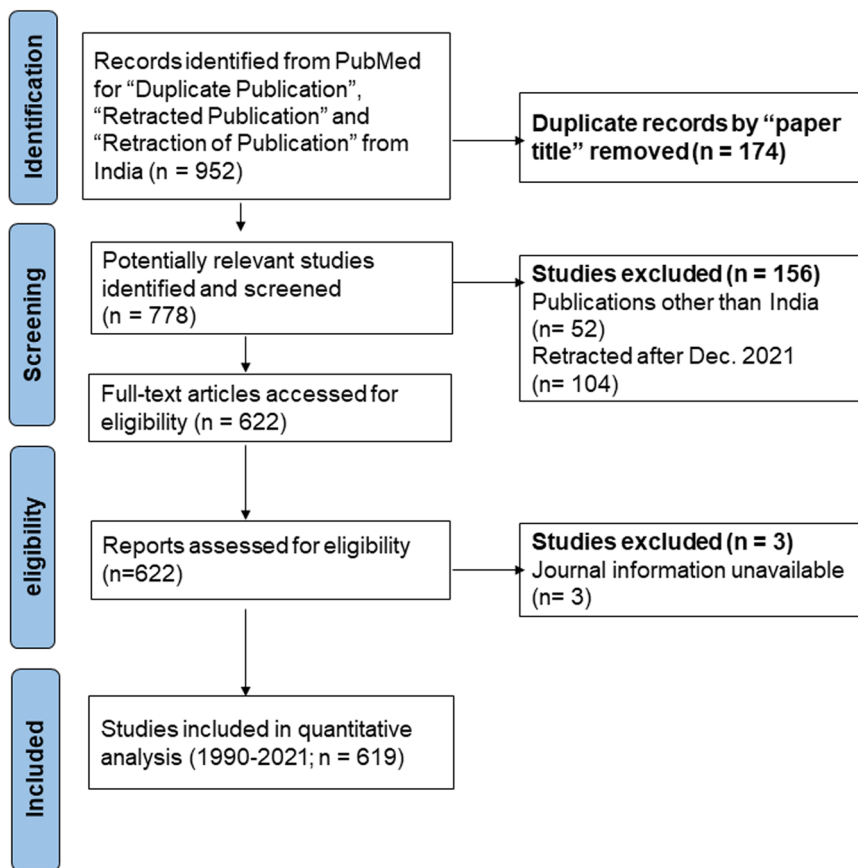 Identification
Records identified from PubMed
for “Duplicate Publication”,
“Retracted Publication” and
“Retraction of Publication” from
India (n = 952)
Duplicate records by “paper
title” removed (n = 174)
Screening
Potentially relevant studies
identified and screened
(n = 778)
Studies excluded (n = 156)
Publications other than India
(n= 52)
Retracted after Dec. 2021
(n= 104)
Full-text articles accessed for
eligibility (n = 622)
eligibility
Reports assessed for eligibility
(n=622)
Studies excluded (n = 3)
Journal information unavailable
(n= 3)
Included
Studies included in quantitative
analysis (1990-2021; n = 619)